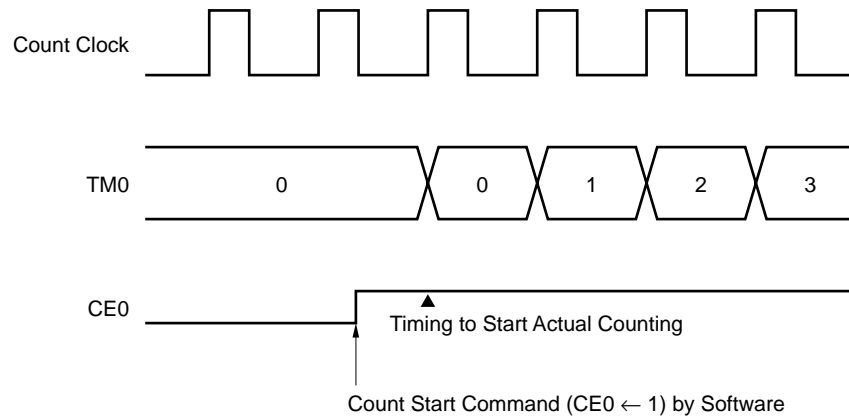 Count Clock
TM0
0
0
1
2
3
CE0
Timing to Start Actual Counting
Count Start Command (CE0 ← 1) by Software